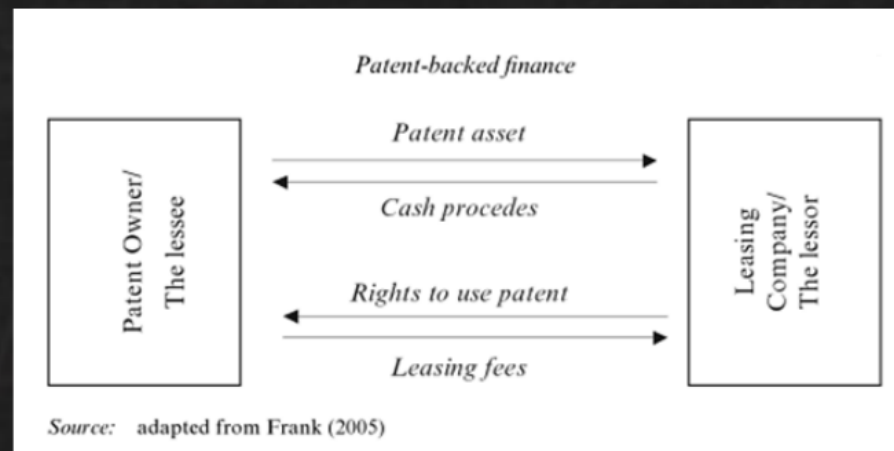 Patent-backed finance
Patent Owner/
The lessee
Patent asset
Cash procedes
Rights to use patent
Leasing fees
Leasing
Company/
The lessor
Source: adapted from Frank (2005)